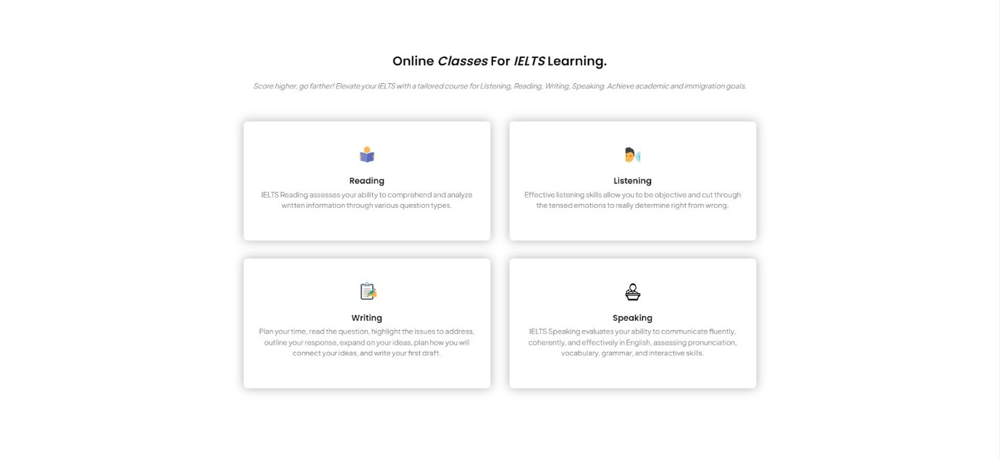 Online Classes For IELTS Learning.
Score higher, go farther! Elevate your IELTS with a tailored course for Listening, Reading, Writing, Speaking. Achieve academic and immigration goals.
Reading
IELTS Reading assesses your ability to comprehend and analyze
written information through various question types.
Listening
Effective listening skills allow you to be objective and cut through
the tensed emotions to really determine right from wrong.
Writing
Plan your time, read the question, highlight the issues to address,
outline your response, expand on your ideas, plan how you will
connect your ideas, and write your first draft.
Speaking
IELTS Speaking evaluates your ability to communicate fluently,
coherently, and effectively in English, assessing pronunciation,
vocabulary, grammar, and interactive skills.